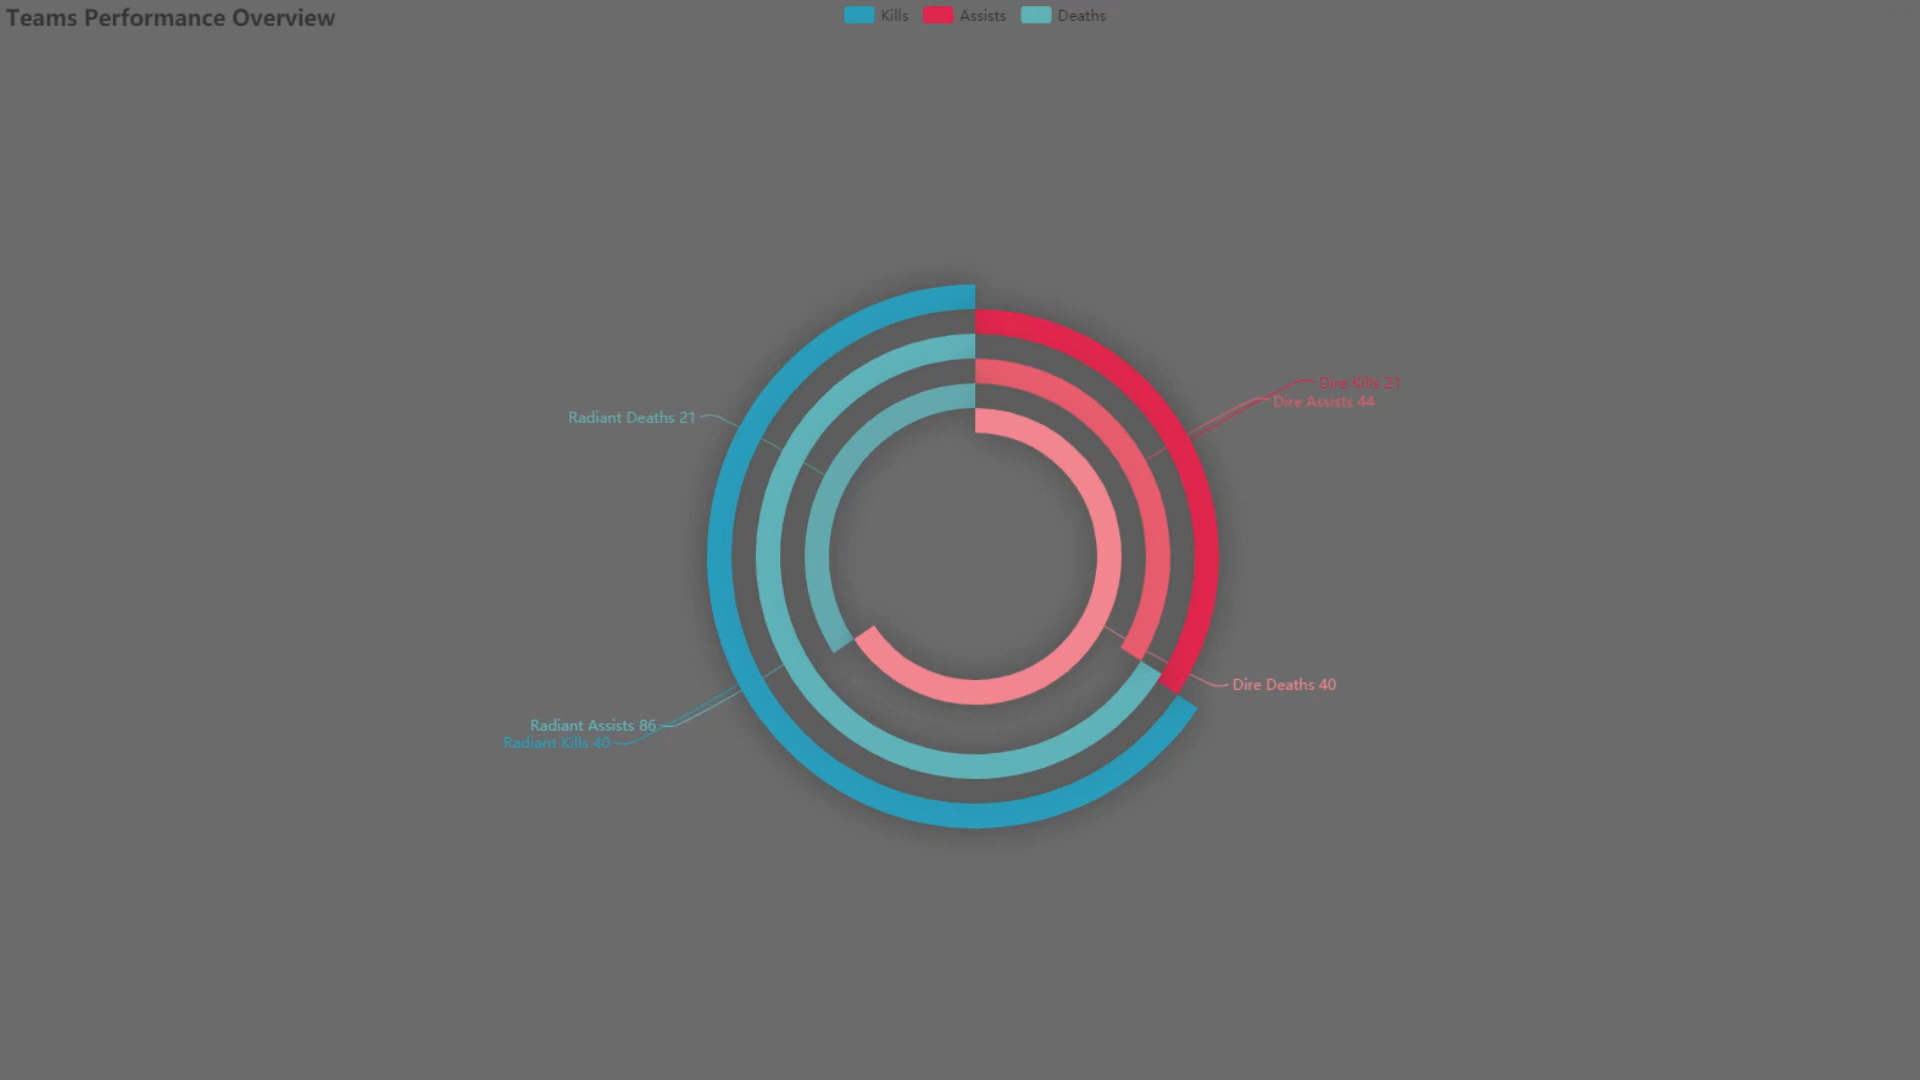 Teams Performance Overview
Kills
Assists
Deaths
Dire Kills 21
Dire Assists 44
Radiant Deaths 21
Dire Deaths 40
Radiant Assists 86
Radiant Kills 40